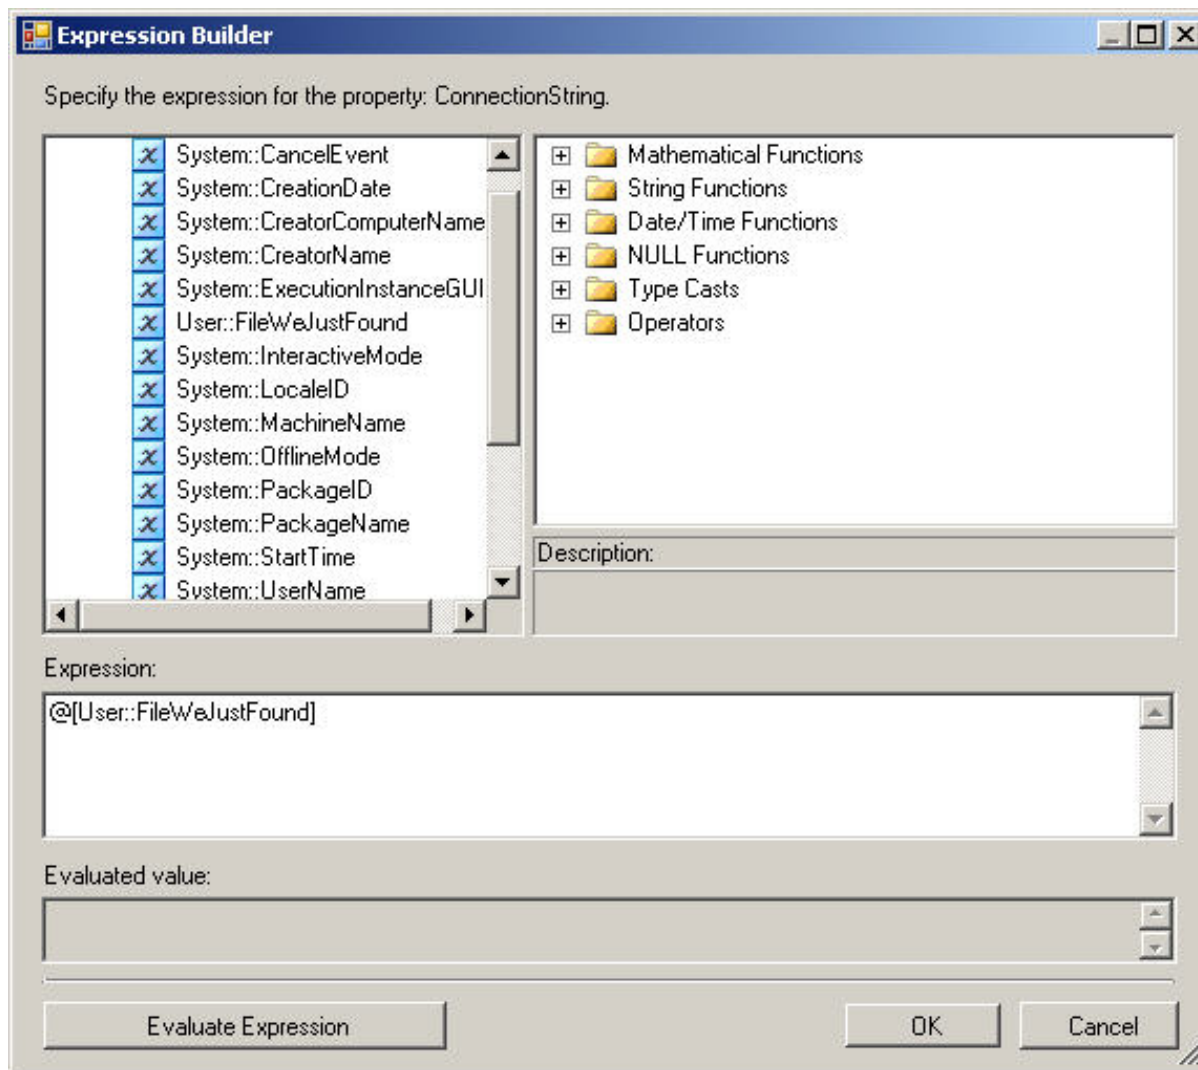 Expression Builder
Specify the expression for the property: ConnectionString.
System::CancelEvent
System::CreationDate
System::CreatorComputerName
System::CreatorName
System::ExecutionInstanceGUI
User::FileWeJustFound
System::InteractiveMode
System::LocaleID
System::MachineName
System::OfflineMode
System::PackageID
System::PackageName
System::StartTime
System::UserName
Mathematical Functions
String Functions
Date/Time Functions
NULL Functions
Type Casts
Operators
Description:
Expression:
@[User::FileWeJustFound]
Evaluated value:
Evaluate Expression
OK
Cancel